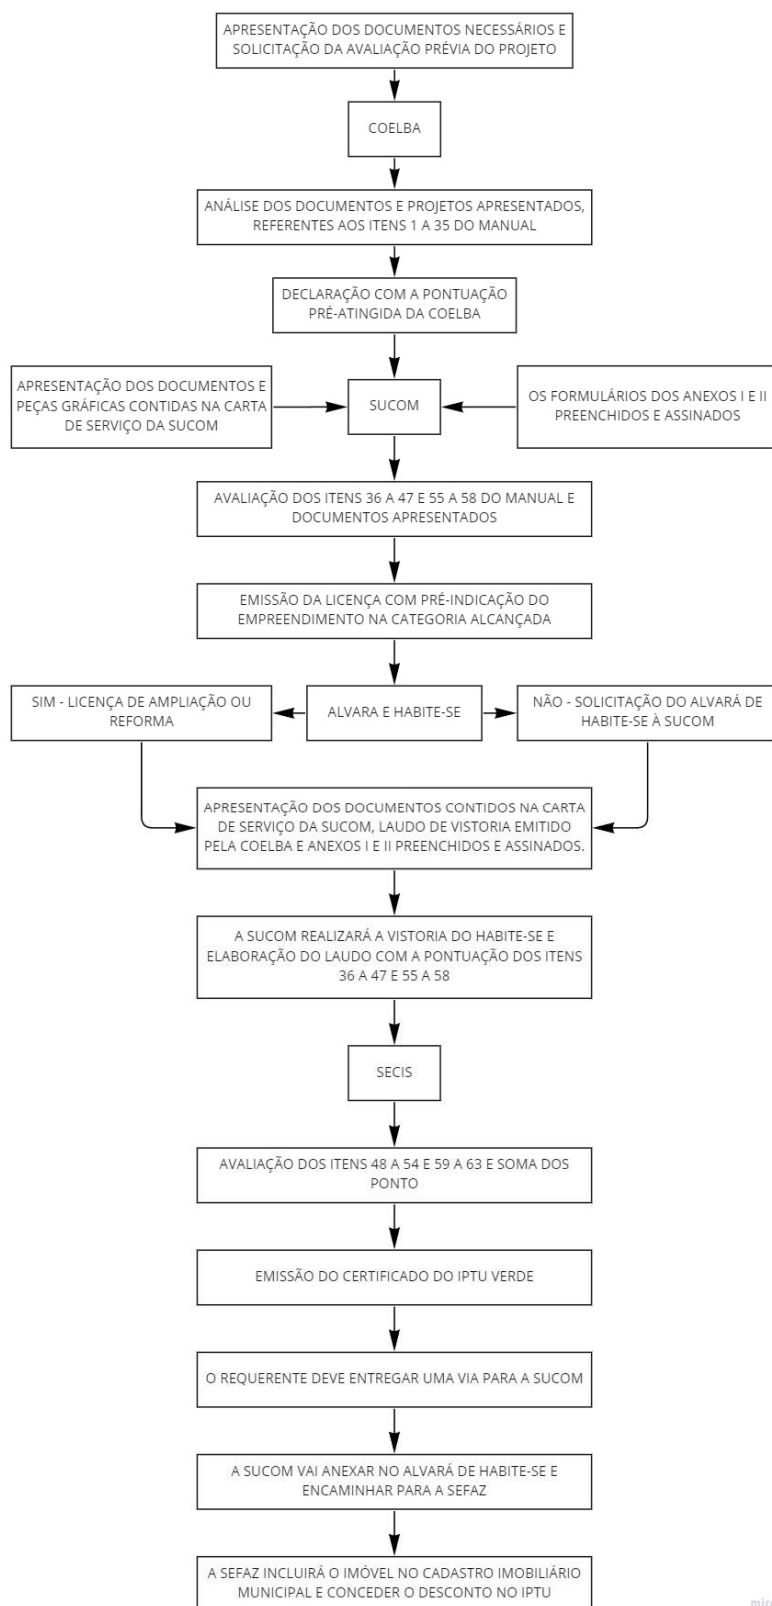 APRESENTAÇÃO DOS DOCUMENTOS NECESSÁRIOS E
SOLICITAÇÃO DA AVALIAÇÃO PRÉVIA DO PROJETO
COELBA
ANÁLISE DOS DOCUMENTOS E PROJETOS APRESENTADOS,
REFERENTES AOS ITENS 1 A 35 DO MANUAL
DECLARAÇÃO COM A PONTUAÇÃO
PRÉ-ATINGIDA DA COELBA
APRESENTAÇÃO DOS DOCUMENTOS E
PEÇAS GRÁFICAS CONTIDAS NA CARTA
DE SERVIÇO DA SUCOM
SUCOM
OS FORMULÁRIOS DOS ANEXOS I E II
PREENCHIDOS E ASSINADOS
AVALIAÇÃO DOS ITENS 36 A 47 E 55 A 58 DO MANUAL E
DOCUMENTOS APRESENTADOS
EMISSÃO DA LICENÇA COM PRÉ-INDICAÇÃO DO
EMPREENDIMENTO NA CATEGORIA ALCANÇADA
SIM - LICENÇA DE AMPLIAÇÃO OU
REFORMA
ALVARA E HABITE-SE
NÃO - SOLICITAÇÃO DO ALVARÁ DE
HABITE-SE À SUCOM
APRESENTAÇÃO DOS DOCUMENTOS CONTIDOS NA CARTA
DE SERVIÇO DA SUCOM, LAUDO DE VISTORIA EMITIDO
PELA COELBA E ANEXOS I E II PREENCHIDOS E ASSINADOS.
A SUCOM REALIZARÁ A VISTORIA DO HABITE-SE E
ELABORAÇÃO DO LAUDO COM A PONTUAÇÃO DOS ITENS
36 A 47 E 55 A 58
SECIS
AVALIAÇÃO DOS ITENS 48 A 54 E 59 A 63 E SOMA DOS
PONTO
EMISSÃO DO CERTIFICADO DO IPTU VERDE
O REQUERENTE DEVE ENTREGAR UMA VIA PARA A SUCOM
A SUCOM VAI ANEXAR NO ALVARÁ DE HABITE-SE E
ENCAMINHAR PARA A SEFAZ
A SEFAZ INCLUIRÁ O IMÓVEL NO CADASTRO IMOBILIÁRIO
MUNICIPAL E CONCEDER O DESCONTO NO IPTU